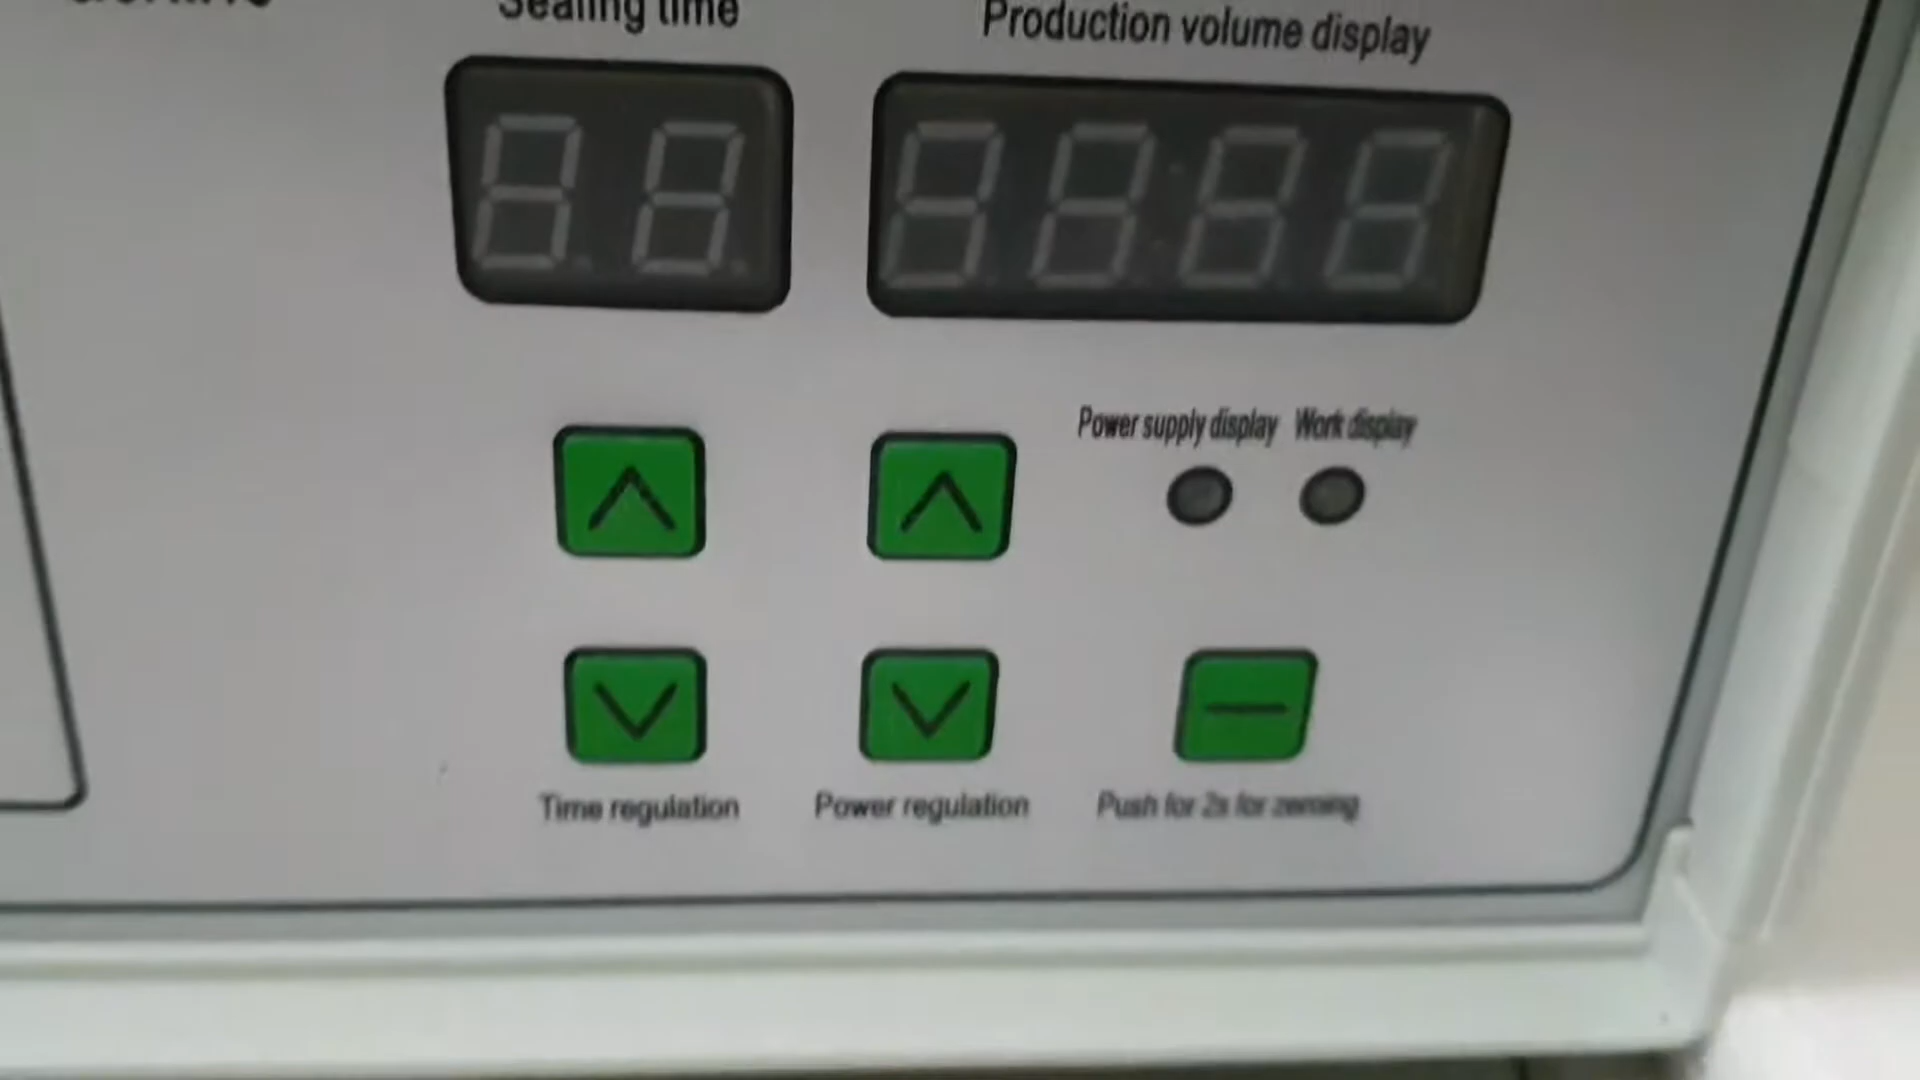 Sealing time
Production volume display
Power supply display Work display
Time regulation
Power regulation
Push for 2s for zeroing